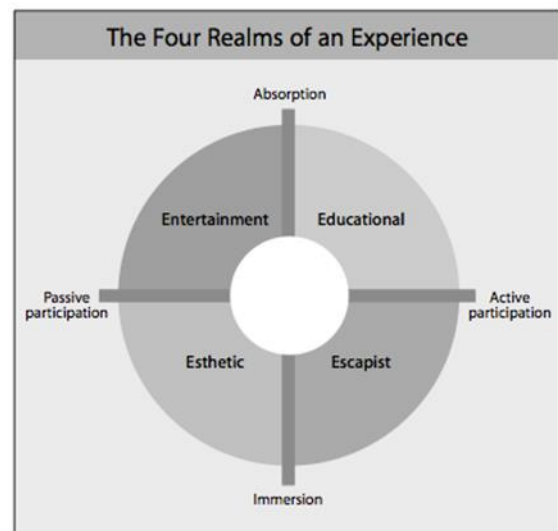 The Four Realms of an Experience
Absorption
Entertainment
Educational
Passive
participation
Active
participation
Esthetic
Escapist
Immersion